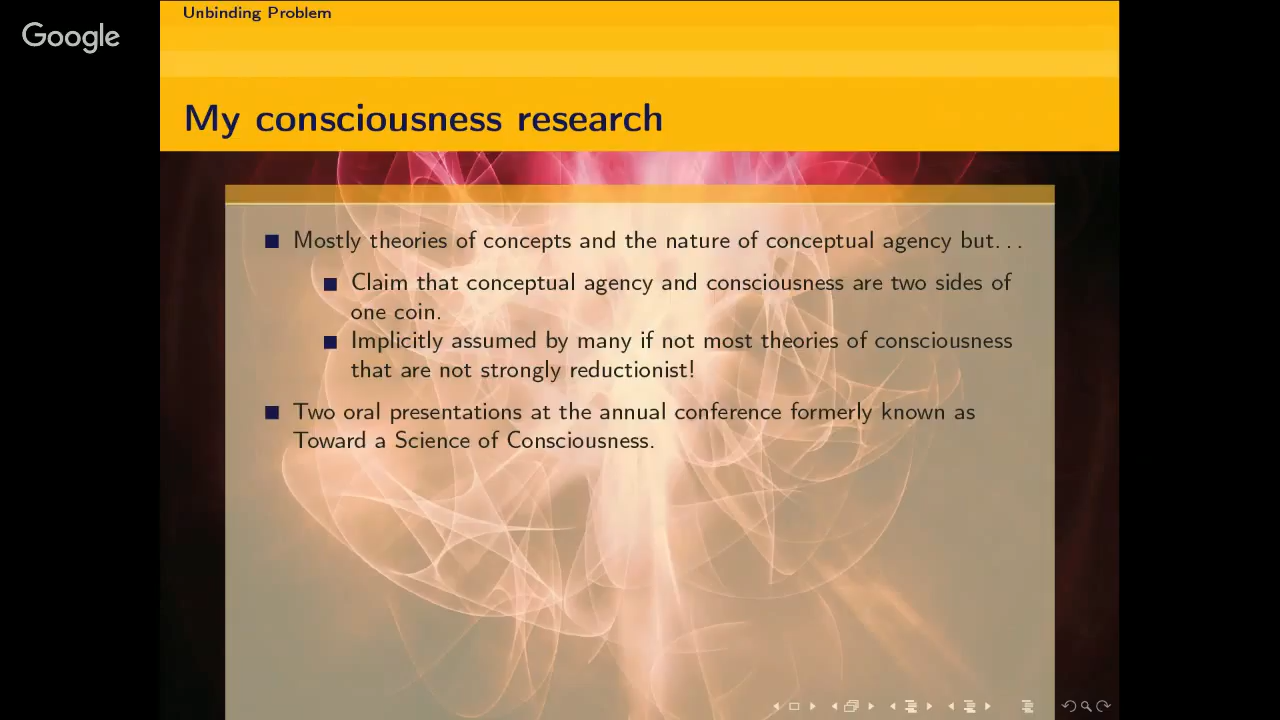 Google
Unbinding Problem
My consciousness research
Mostly theories of concepts and the nature of conceptual agency but...
Claim that conceptual agency and consciousness are two sides of
one coin.
Implicitly assumed by many if not most theories of consciousness
that are not strongly reductionist!
Two oral presentations at the annual conference formerly known as
Toward a Science of Consciousness.